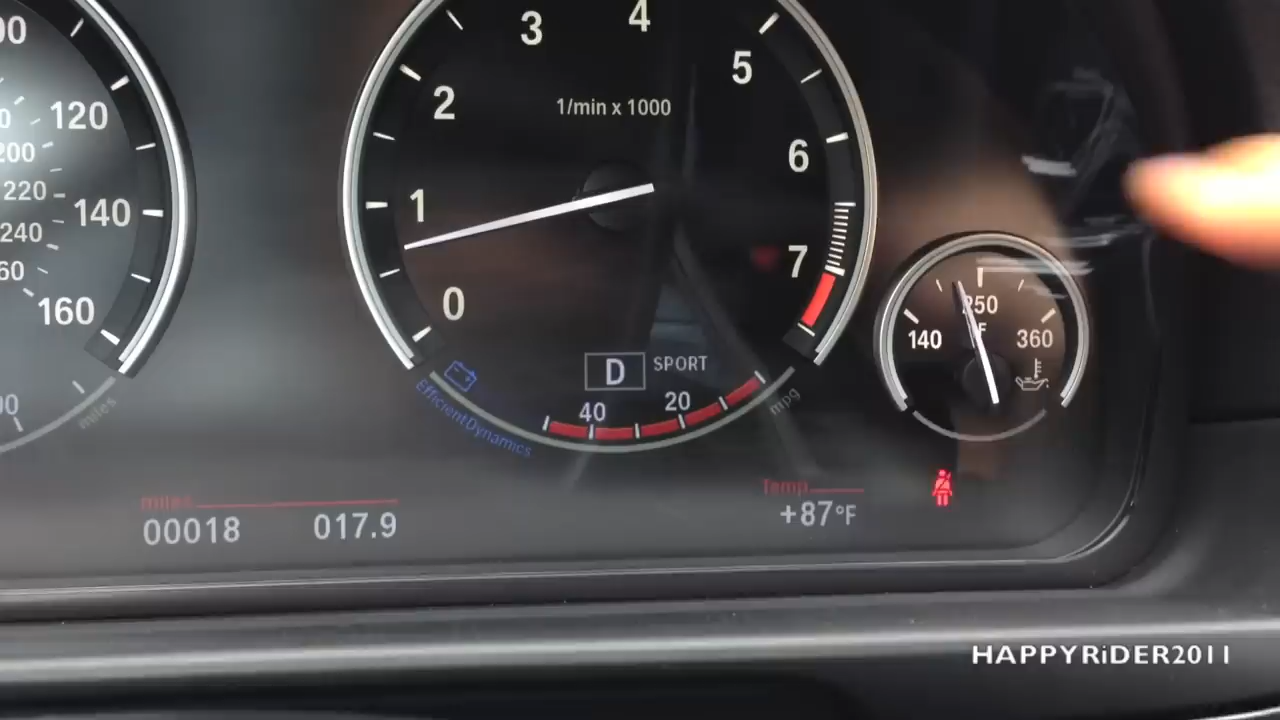 120
200
220
140
240
160
miles
3
4
2
5
1/min x 1000
1
6
0
7
D
SPORT
40
20
mpg
EfficientDynamics
250
°F
140
360
miles
00018
017.9
Temp
+87°F
HAPPYRiDER2011